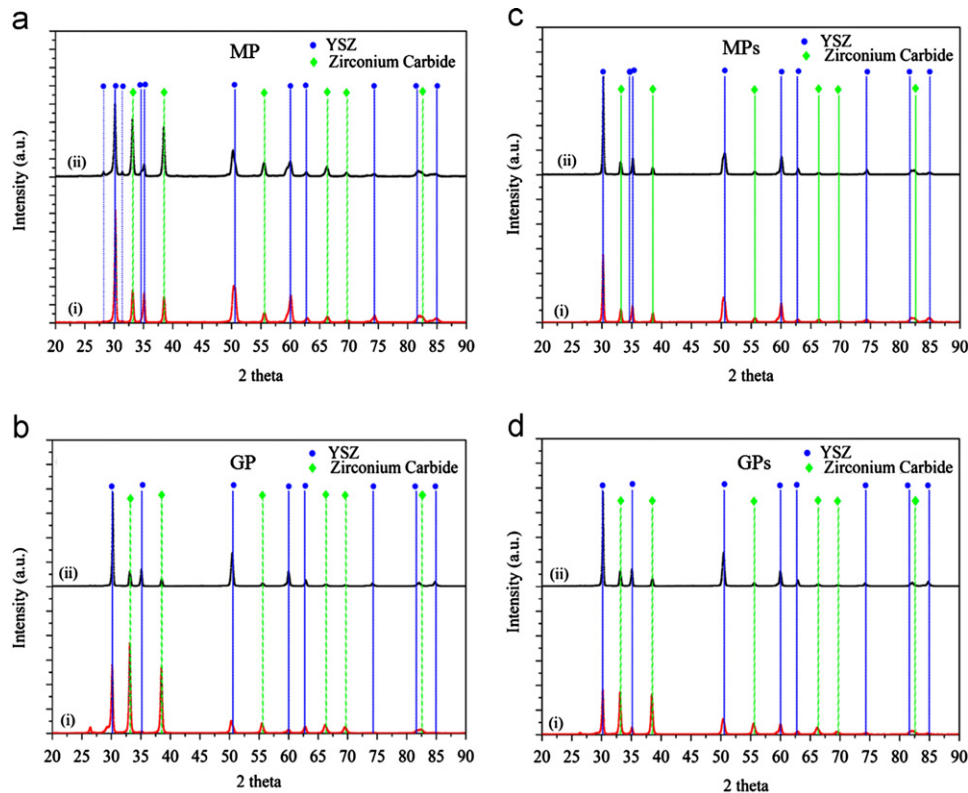 a
MP
YSZ
Zirconium Carbide
Intensity (a.u.)
(ii)
(i)
20 25 30 35 40 45 50 55 60 65 70 75 80 85 90
2 theta
c
MPs
YSZ
Zirconium Carbide
Intensity (a.u.)
(ii)
(i)
20 25 30 35 40 45 50 55 60 65 70 75 80 85 90
2 theta
b
GP
YSZ
Zirconium Carbide
Intensity (a.u.)
(ii)
(i)
20 25 30 35 40 45 50 55 60 65 70 75 80 85 90
2 theta
d
GPs
YSZ
Zirconium Carbide
Intensity (a.u.)
(ii)
(i)
20 25 30 35 40 45 50 55 60 65 70 75 80 85 90
2 theta